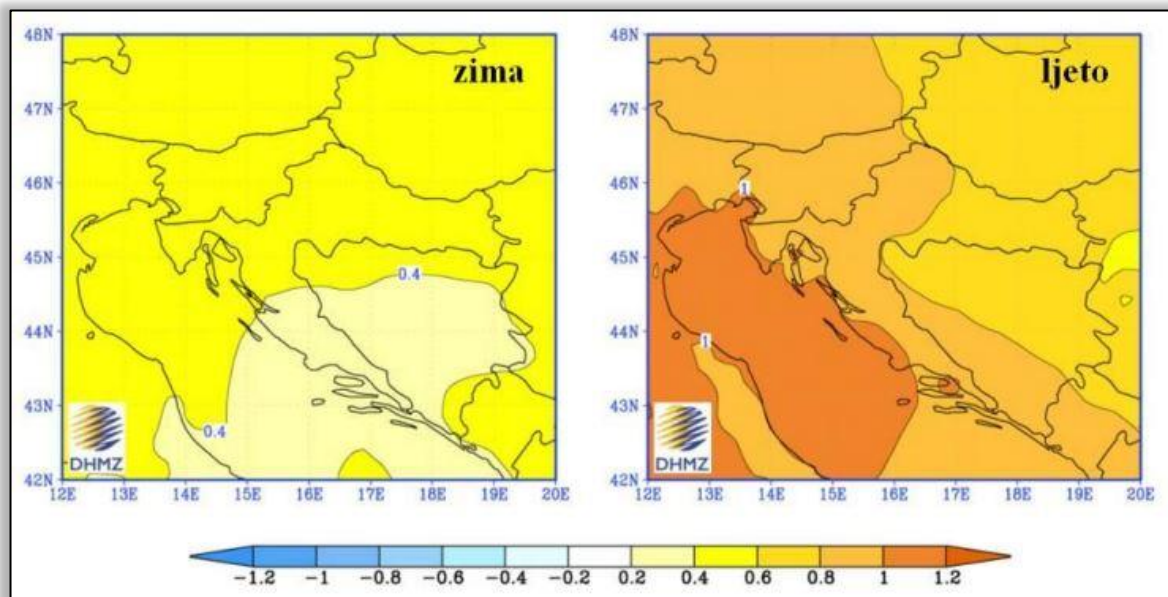 zima
48N
47N
46N
45N
44N
43N
42N
12E 13E 14E 15E 16E 17E 18E 19E 20E
0.4
0.4
DHMZ
ljeto
48N
47N
46N
45N
44N
43N
42N
12E 13E 14E 15E 16E 17E 18E 19E 20E
1
1
DHMZ
-1.2 -1 -0.8 -0.6 -0.4 -0.2 0.2 0.4 0.6 0.8 1 1.2